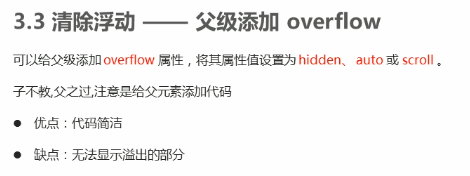 3.3 清除浮动 —— 父级添加 overflow
可以给父级添加 overflow 属性，将其属性值设置为 hidden、 auto 或 scroll 。
子不教,父之过,注意是给父元素添加代码
● 优点：代码简洁
● 缺点：无法显示溢出的部分